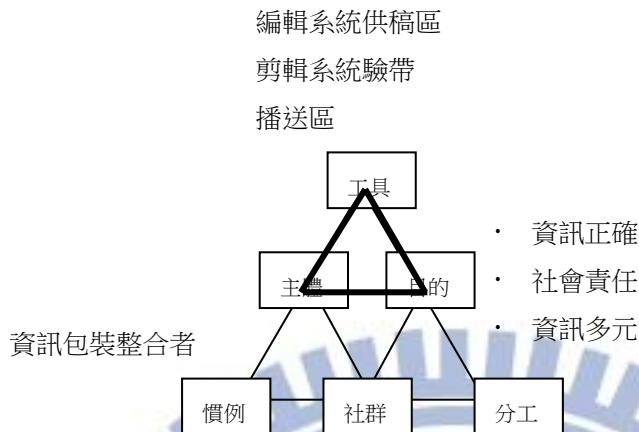 編輯系統供稿區
剪輯系統驗帶
播送區
工具
· 資訊正確
主體 目的 · 社會責任
· 資訊多元
資訊包裝整合者
慣例 社群 分工